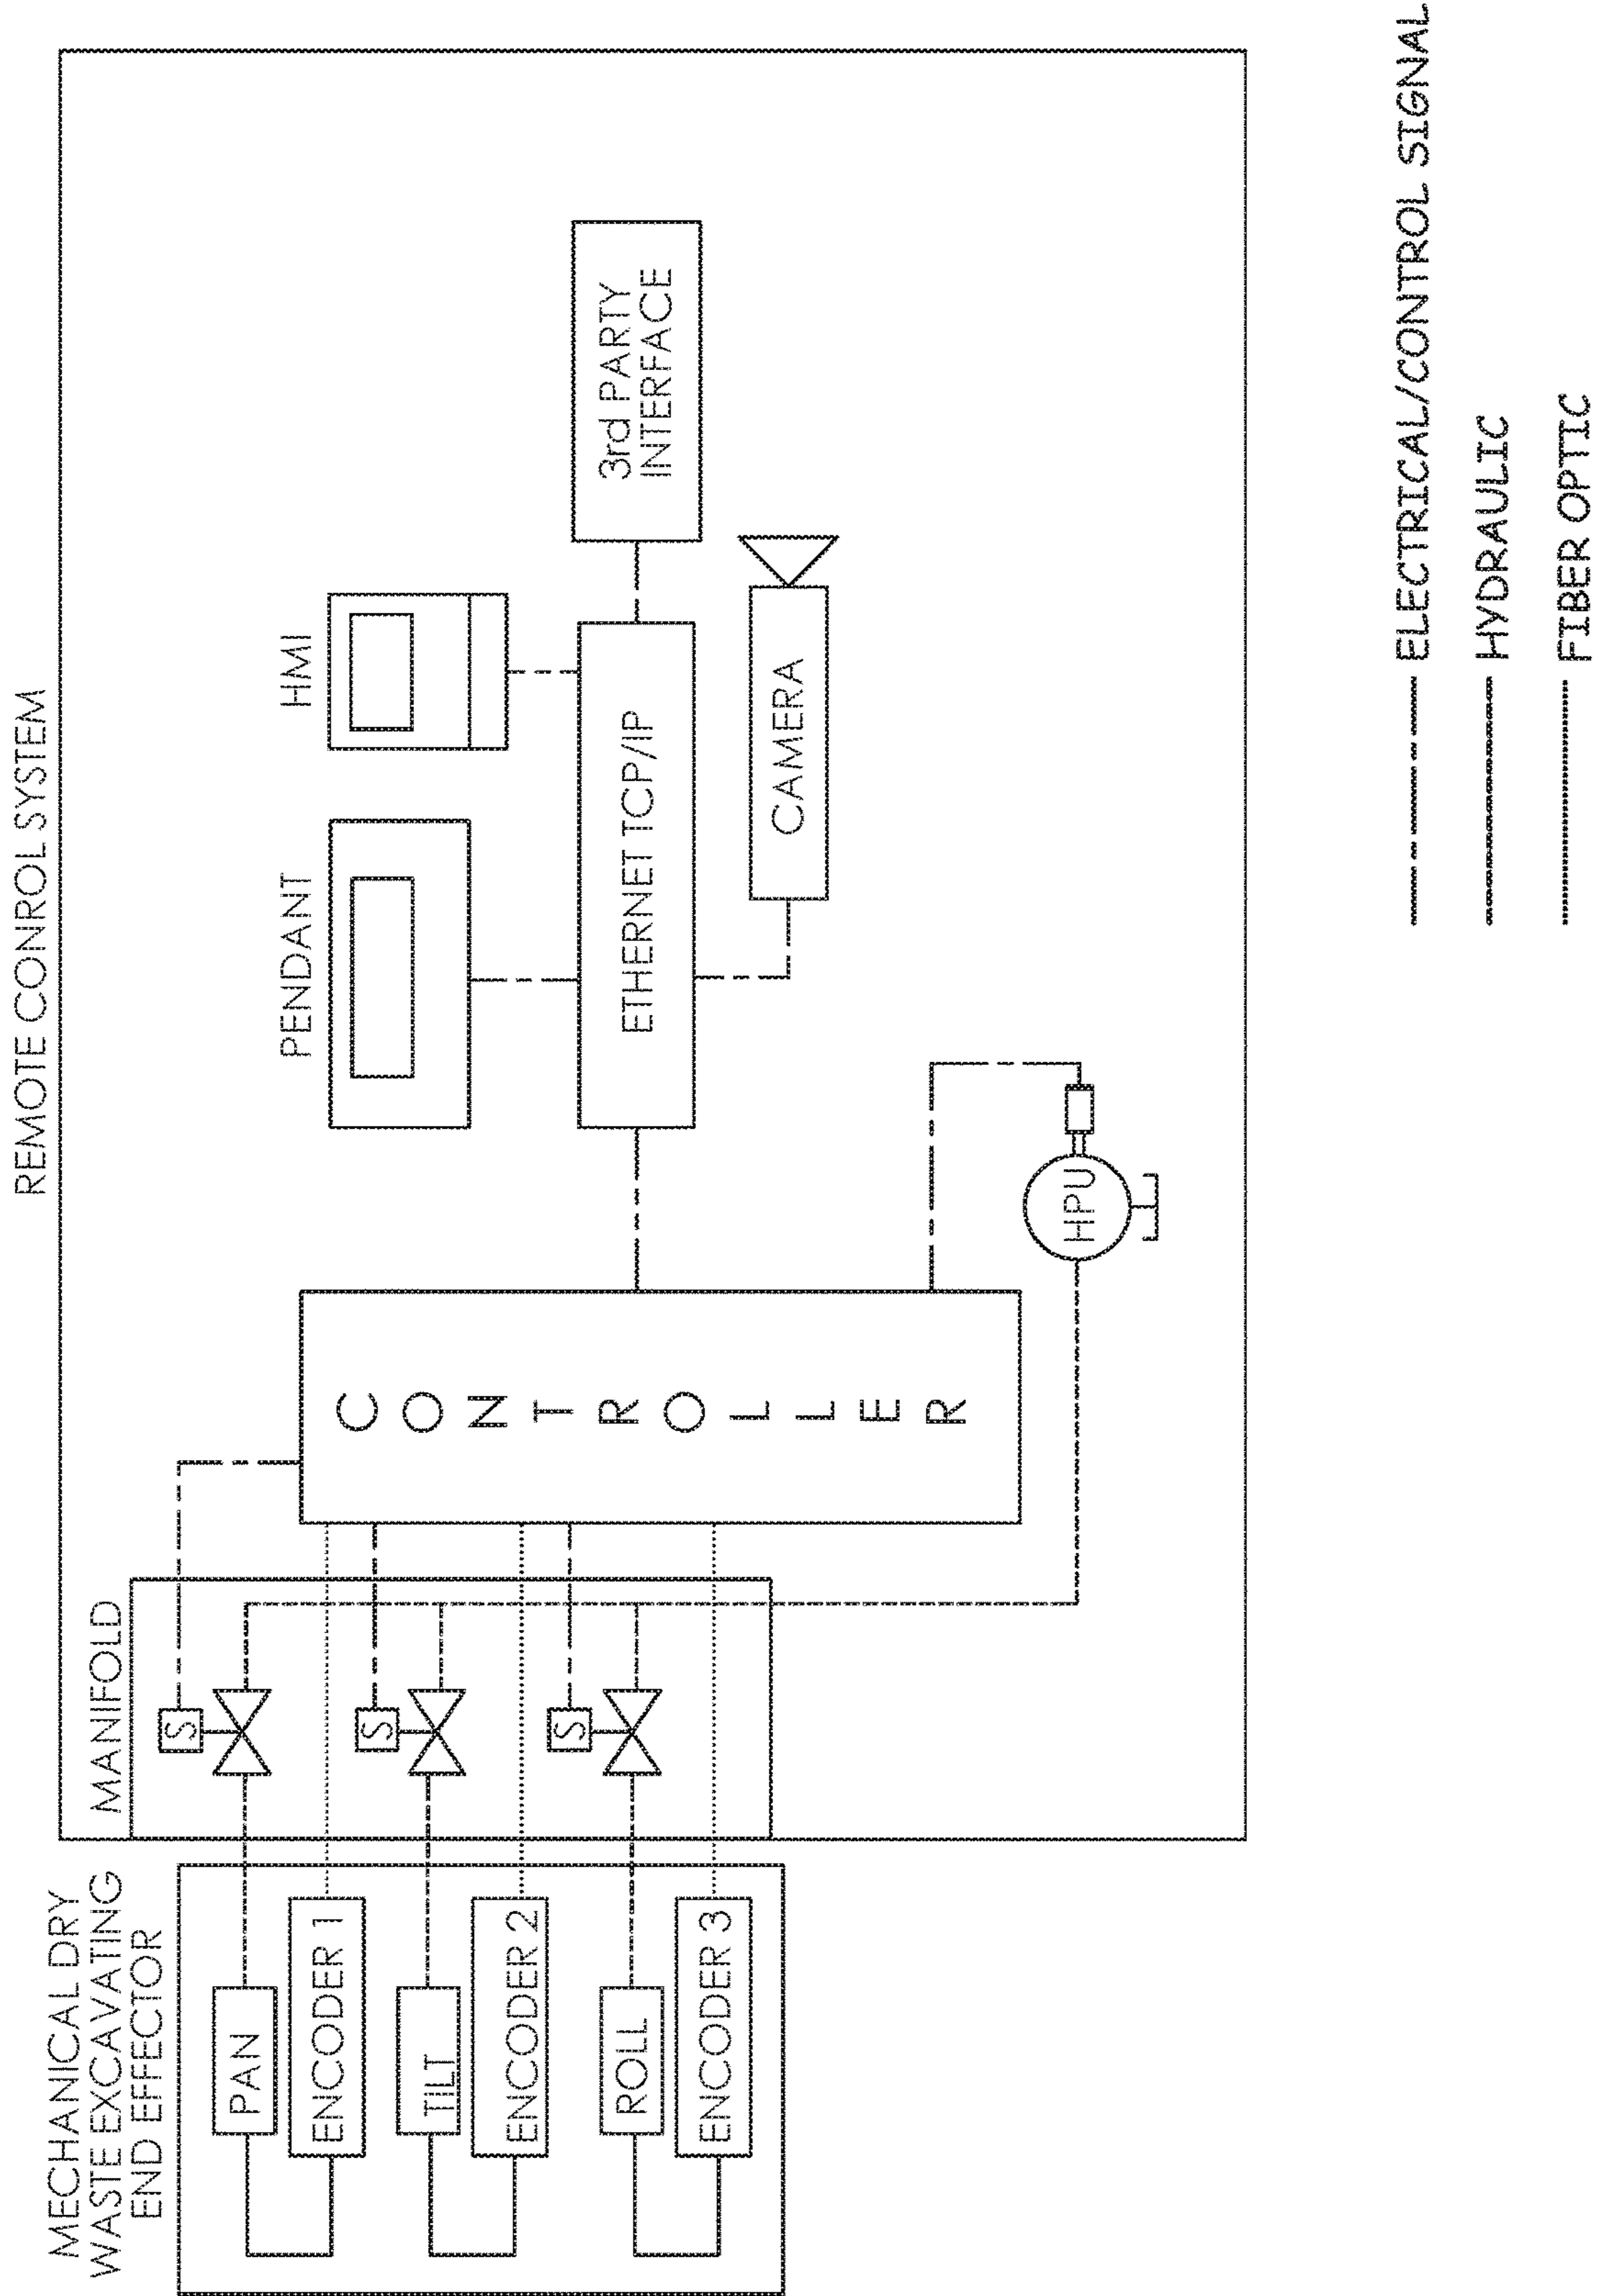 REMOTE CONROL SYSTEM
MECHANICAL DRY
WASTE EXCAVATING
END EFFECTOR
MANIFOLD
PAN
ENCODER 1
TILT
ENCODER 2
ROLL
ENCODER 3
S
S
S
CONTROLLER
HPU
PENDANT
HMI
ETHERNET TCP/IP
CAMERA
3rd PARTY
INTERFACE
ELECTRICAL/CONTROL SIGNAL
HYDRAULIC
FIBER OPTIC